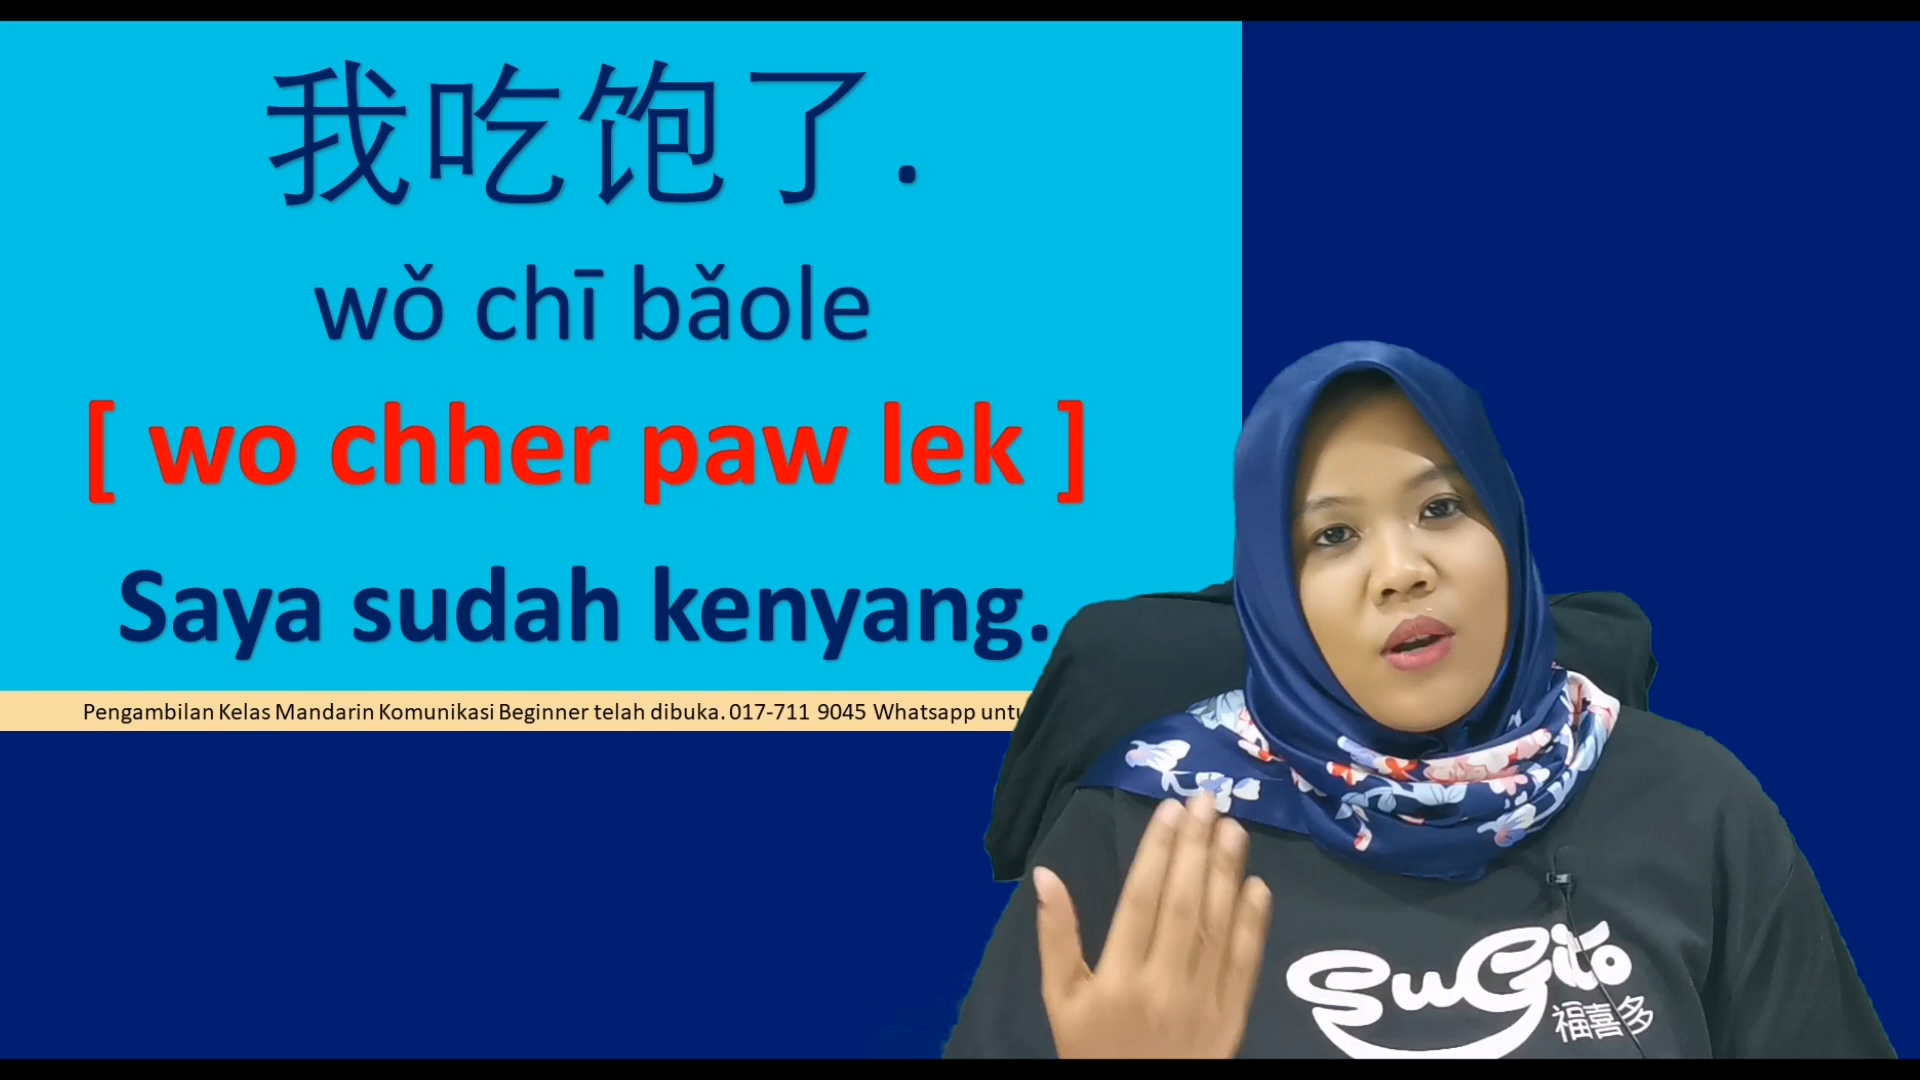 我吃饱了.
wǒ chī bǎole
[ wo chher paw lek ]
Saya sudah kenyang.
Pengambilan Kelas Mandarin Komunikasi Beginner telah dibuka. 017-711 9045 Whatsapp
SuGito
福喜多